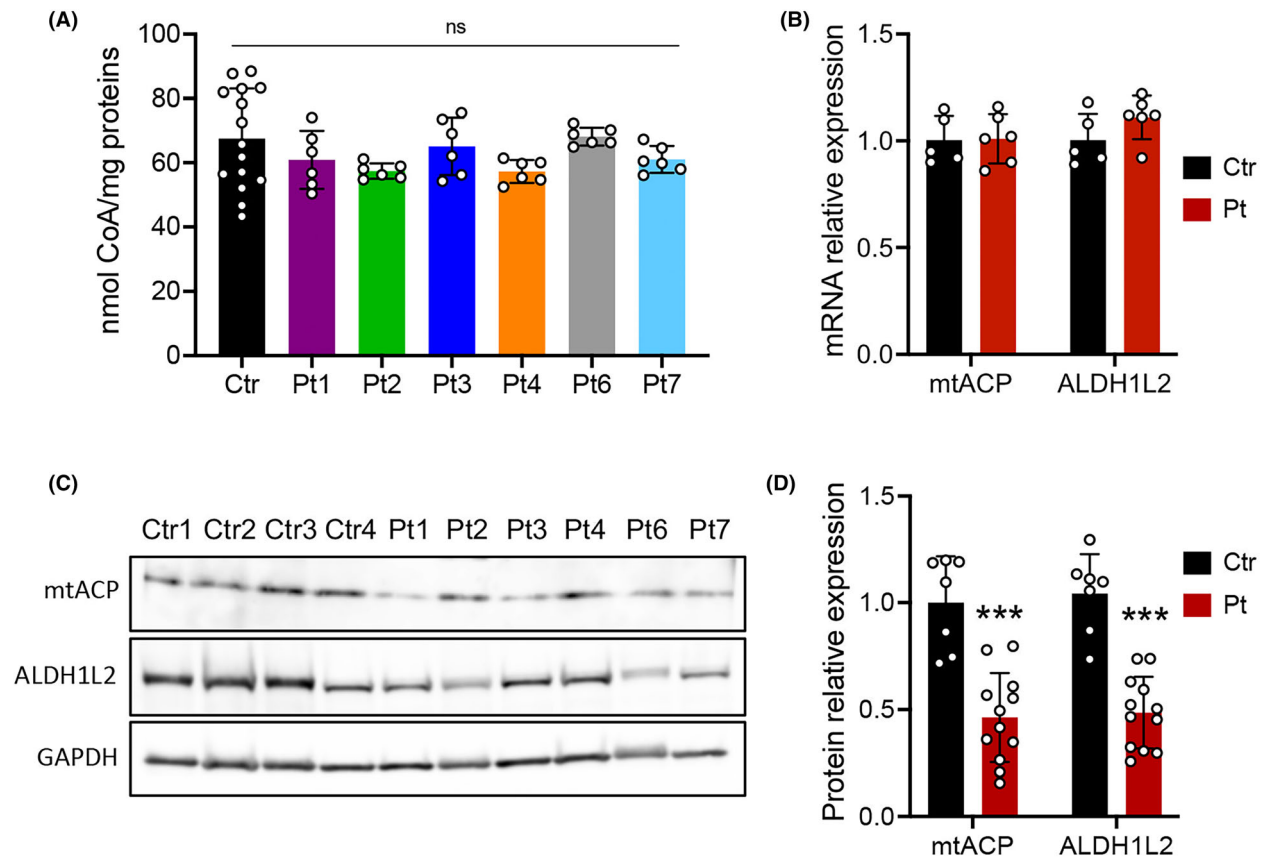 (A)
ns
nmol CoA/mg proteins
100
80
60
40
20
0
Ctr Pt1 Pt2 Pt3 Pt4 Pt6 Pt7
(B)
mRNA relative expression
1.5
1.0
0.5
0.0
mtACP ALDH1L2
Ctr
Pt
(C)
Ctr1 Ctr2 Ctr3 Ctr4 Pt1 Pt2 Pt3 Pt4 Pt6 Pt7
mtACP
ALDH1L2
GAPDH
(D)
Protein relative expression
1.5
1.0
0.5
0.0
*** ***
mtACP ALDH1L2
Ctr
Pt